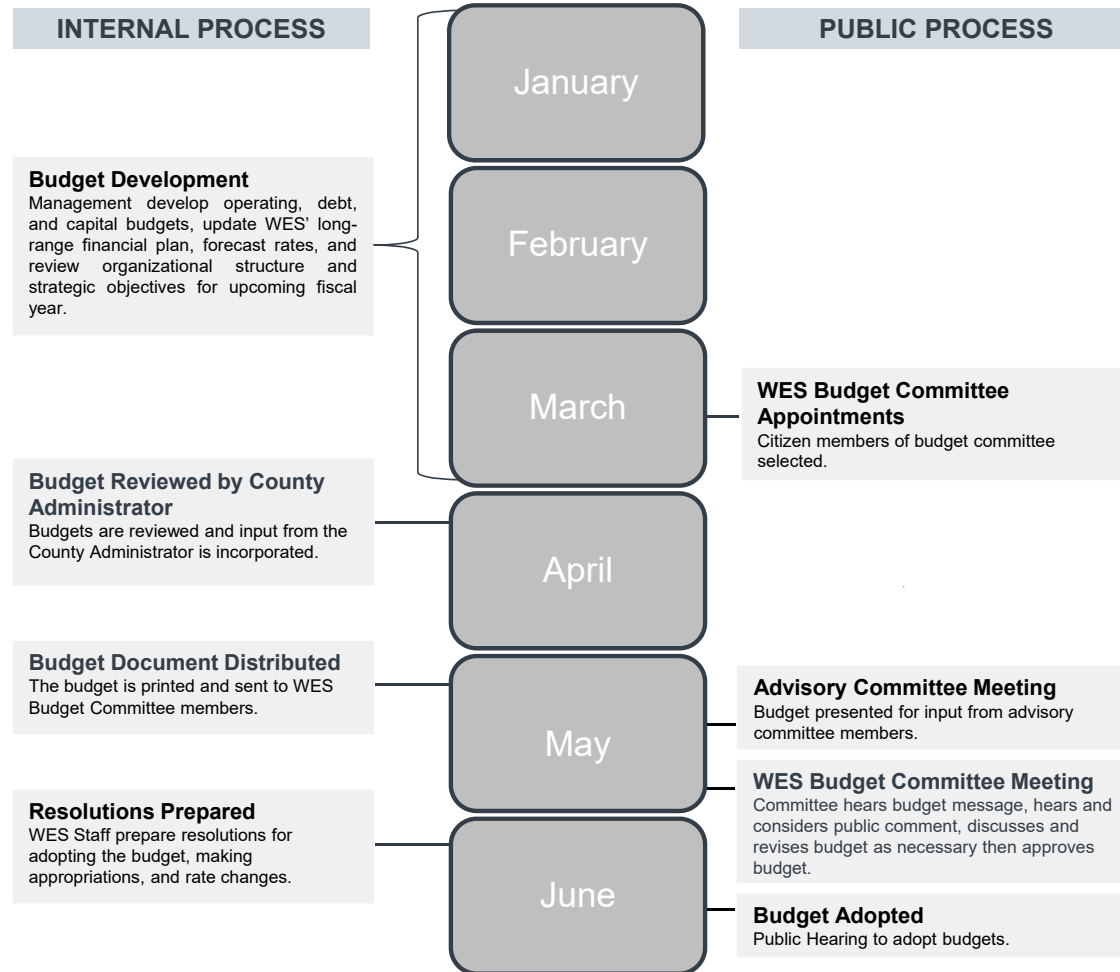 INTERNAL PROCESS
PUBLIC PROCESS
January
Budget Development
Management develop operating, debt,
and capital budgets, update WES’ long-
range financial plan, forecast rates, and
review organizational structure and
strategic objectives for upcoming fiscal
year.
February
March
WES Budget Committee
Appointments
Citizen members of budget committee
selected.
Budget Reviewed by County
Administrator
Budgets are reviewed and input from the
County Administrator is incorporated.
April
Budget Document Distributed
The budget is printed and sent to WES
Budget Committee members.
May
Advisory Committee Meeting
Budget presented for input from advisory
committee members.
WES Budget Committee Meeting
Committee hears budget message, hears and
considers public comment, discusses and
revises budget as necessary then approves
budget.
Resolutions Prepared
WES Staff prepare resolutions for
adopting the budget, making
appropriations, and rate changes.
June
Budget Adopted
Public Hearing to adopt budgets.